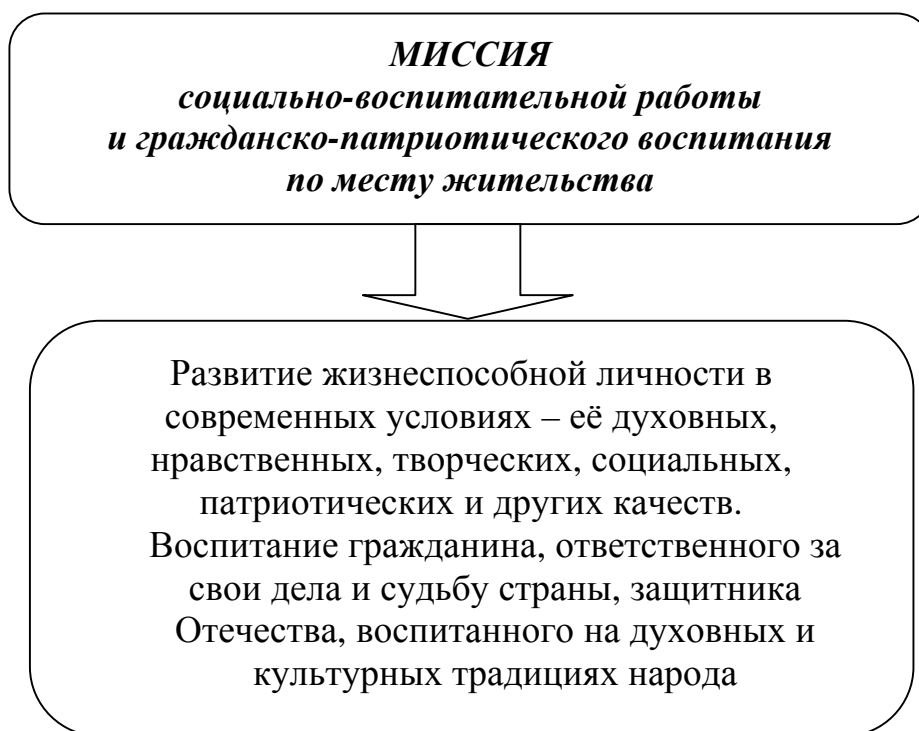 МИССИЯ
социально-воспитательной работы
и гражданско-патриотического воспитания
по месту жительства
Развитие жизнеспособной личности в
современных условиях – её духовных,
нравственных, творческих, социальных,
патриотических и других качеств.
Воспитание гражданина, ответственного за
свои дела и судьбу страны, защитника
Отечества, воспитанного на духовных и
культурных традициях народа